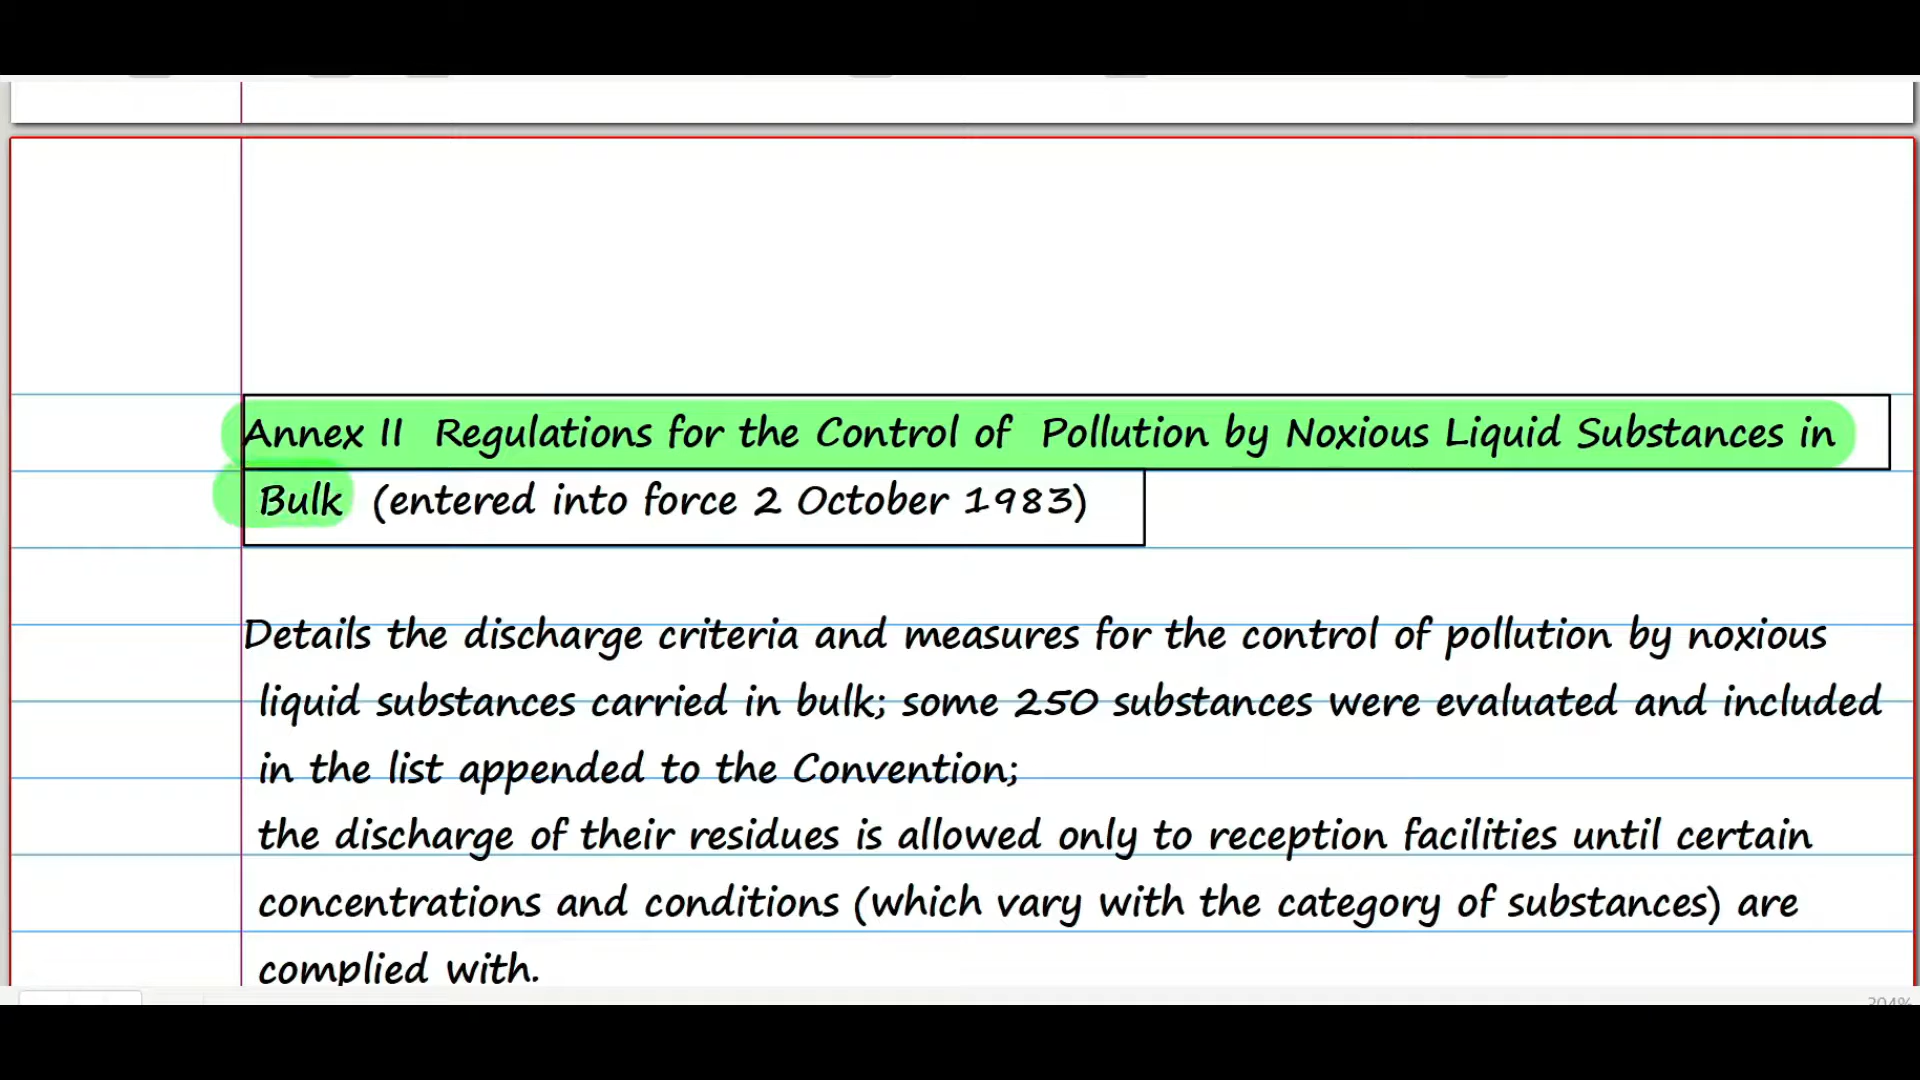 Annex II Regulations for the Control of Pollution by Noxious Liquid Substances in
Bulk (entered into force 2 October 1983)
Details the discharge criteria and measures for the control of pollution by noxious
liquid substances carried in bulk; some 250 substances were evaluated and included
in the list appended to the Convention;
the discharge of their residues is allowed only to reception facilities until certain
concentrations and conditions (which vary with the category of substances) are
complied with.
304%